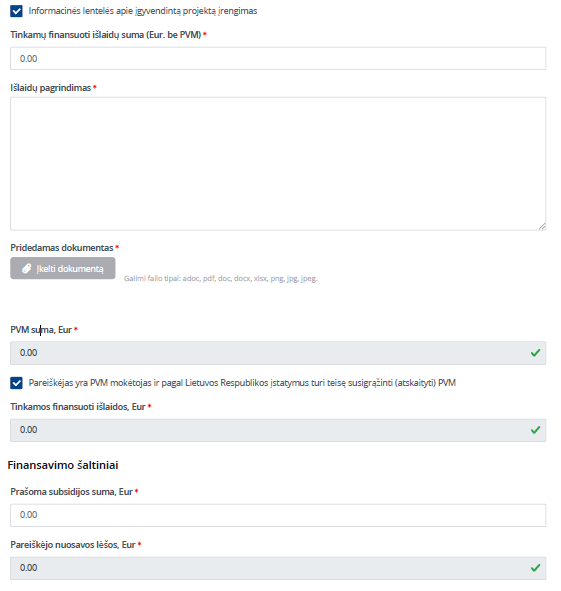 Informacinės lentelės apie įgyvendintą projektą įrengimas
Tinkamų finansuoti išlaidų suma (Eur. be PVM) *
0.00
Išlaidų pagrindimas *
Pridedamas dokumentas *
Įkelti dokumentą
Galimi failo tipai: adoc, pdf, doc, docx, xlsx, png, jpg, jpeg.
PVM suma, Eur *
0.00
Pareiškėjas yra PVM mokėtojas ir pagal Lietuvos Respublikos įstatymus turi teisę susigrąžinti (atskaityti) PVM
Tinkamos finansuoti išlaidos, Eur *
0.00
Finansavimo šaltiniai
Prašoma subsidijos suma, Eur *
0.00
Pareiškėjo nuosavos lėšos, Eur *
0.00